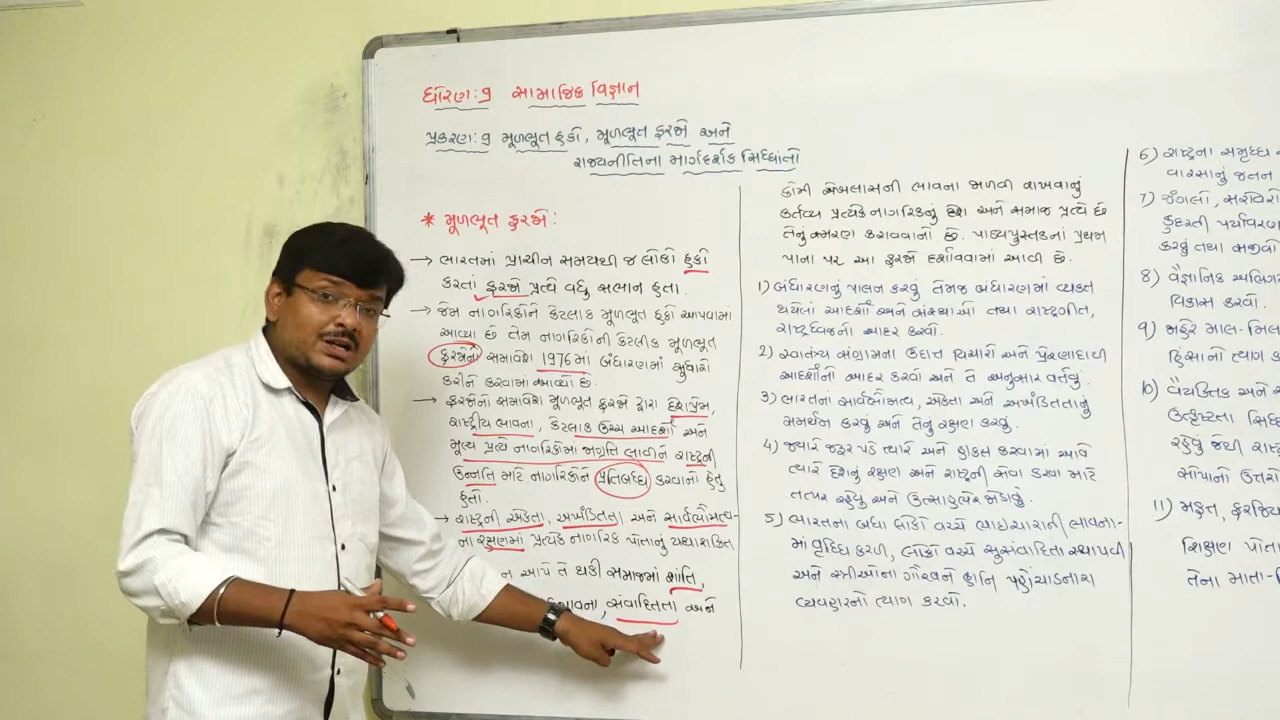 ધોરણ: 9 સામાજિક વિજ્ઞાન
પ્રકરણ: 9 મૂળભૂત હકો, મૂળભૂત ફરજો અને
રાજ્યનીતિના માર્ગદર્શક સિદ્ધાંતો
* મૂળભૂત ફરજો:
→ ભારતમાં પ્રાચીન સમયથી જ લોકો હકો
કરતાં ફરજો પ્રત્યે વધુ સભાન હતા.
→ જેમ નાગરિકોને કેટલાક મૂળભૂત હકો આપવામાં
આવ્યા છે તેમ નાગરિકોની કેટલીક મૂળભૂત
ફરજોનો સમાવેશ 1976માં બંધારણમાં સુધારો
કરીને કરવામાં આવ્યો છે.
→ ફરજોનો સમાવેશ મૂળભૂત ફરજો દ્વારા દેશપ્રેમ,
રાષ્ટ્રીય ભાવના, કેટલાક ઉચ્ચ આદર્શો અને
મૂલ્ય પ્રત્યે નાગરિકોમાં જાગૃતિ લાવીને રાષ્ટ્રની
ઉન્નતિ માટે નાગરિકોને પ્રતિબધ્ધ કરવાનો હેતુ
હતો.
→ રાષ્ટ્રની એકતા, અખંડિતતા અને સાર્વભૌમત્વ-
ના રક્ષણમાં પ્રત્યેક નાગરિક પોતાનું યથાશક્તિ
આપે તે થકી સમાજમાં શાંતિ,
સંવાદિતતા અને
કોમી એખલાસની ભાવના જાળવી રાખવાનું
કર્તવ્ય પ્રત્યેક નાગરિકનું દેશ અને સમાજ પ્રત્યે છે
તેનું સ્મરણ કરાવવાનો છે. પાઠ્યપુસ્તકનાં પ્રથમ
પાના પર આ ફરજો દર્શાવવામાં આવી છે.
1) બંધારણનું પાલન કરવું તેમજ બંધારણમાં વ્યક્ત
થયેલાં આદર્શો અને સંસ્થાઓ તથા રાષ્ટ્રગીત,
રાષ્ટ્રધ્વજનો આદર કરવો.
2) સ્વાતંત્ર્ય સંગ્રામના ઉદાત્ત વિચારો અને પ્રેરણાદાયી
આદર્શોનો આદર કરવો અને તે અનુસાર વર્તવું.
3) ભારતનાં સાર્વભૌમત્વ, એકતા અને અખંડિતતાનું
સમર્થન કરવું અને તેનું રક્ષણ કરવું.
4) જ્યારે જરૂર પડે ત્યારે અને હાકલ કરવામાં આવે
ત્યારે દેશનું રક્ષણ અને રાષ્ટ્રની સેવા કરવા માટે
તત્પર રહેવું અને ઉત્સાહભેર જોડાવું.
5) ભારતના બધા લોકો વચ્ચે ભાઇચારાની ભાવના-
માં વૃદ્ધિ કરવી, લોકો વચ્ચે સુસંવાદિતા સ્થાપવી
અને સ્ત્રીઓના ગૌરવને હાનિ પહોંચાડનારા
વ્યવહારનો ત્યાગ કરવો.
6) રાષ્ટ્રના સમૃધ્ધ
વારસાનું જતન
7) જંગલો, સરોવરો
કુદરતી પર્યાવરણ
કરવું તથા જીવો
8) વૈજ્ઞાનિક
વિકાસ કરવો.
9) જાહેર માલ-મિલ
હિંસાનો ત્યાગ ક
10) વૈયક્તિક અને
ઉત્કૃષ્ટતા સિધ્
રહેવું જેથી રાષ્
સોપાનો ઉત્તરો
11) મફત, ફરજિય
શિક્ષણ પોતા
તેના માતા-